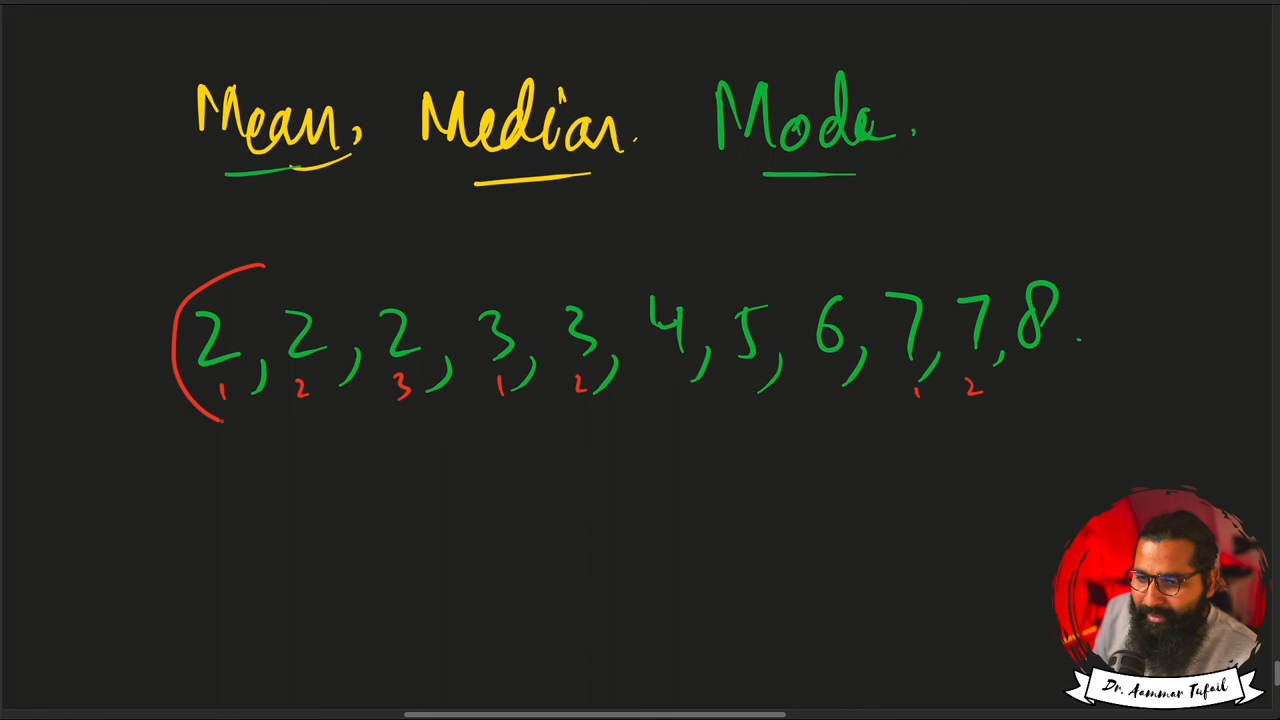 Mean, Median. Mode.
2, 2, 2, 3, 3, 4, 5, 6, 7, 7, 8.
1 2 3 1 2 1 2
Dr. Aammar Tufail